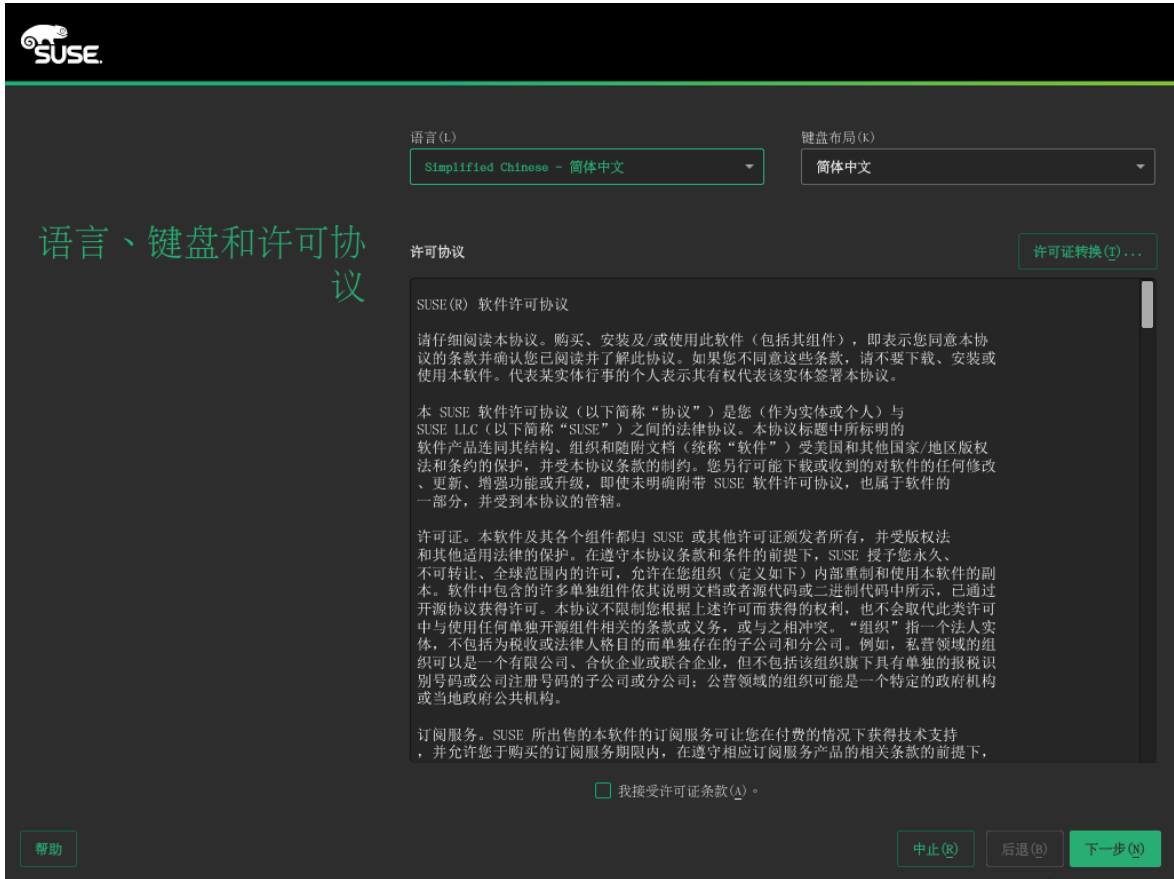 SUSE.
语言(L)
键盘布局(K)
Simplified Chinese - 简体中文
简体中文
语言、键盘和许可协
议
许可协议
许可证转换(T)...
SUSE(R) 软件许可协议
请仔细阅读本协议。购买、安装及/或使用此软件（包括其组件），即表示您同意本协
议的条款并确认您已阅读并了解此协议。如果您不同意这些条款，请不要下载、安装或
使用本软件。代表某实体行事的个人表示其有权代表该实体签署本协议。
本 SUSE 软件许可协议（以下简称“协议”）是您（作为实体或个人）与
SUSE LLC（以下简称“SUSE”）之间的法律协议。本协议标题中所标明的
软件产品连同其结构、组织和随附文档（统称“软件”）受美国和其他国家/地区版权
法和条约的保护，并受本协议条款的制约。您另行可能下载或收到的对软件的任何修改
、更新、增强功能或升级，即使未明确附带 SUSE 软件许可协议，也属于软件的
一部分，并受到本协议的管辖。
许可证。本软件及其各个组件都归 SUSE 或其他许可证颁发者所有，并受版权法
和其他适用法律的保护。在遵守本协议条款和条件的前提下，SUSE 授予您永久、
不可转让、全球范围内的许可，允许在您组织（定义如下）内部重制和使用本软件的副
本。软件中包含的许多单独组件依其说明文档或者源代码或二进制代码中所示，已通过
开源协议获得许可。本协议不限制您根据上述许可而获得的权利，也不会取代此类许可
中与使用任何单独开源组件相关的条款或义务，或与之相冲突。“组织”指一个法人实
体，不包括为税收或法律人格目的而单独存在的子公司和分公司。例如，私营领域的组
织可以是一个有限公司、合伙企业或联合企业，但不包括该组织旗下具有单独的报税识
别号码或公司注册号码的子公司或分公司；公营领域的组织可能是一个特定的政府机构
或当地政府公共机构。
订阅服务。SUSE 所出售的本软件的订阅服务可让您在付费的情况下获得技术支持
，并允许您于购买的订阅服务期限内，在遵守相应订阅服务产品的相关条款的前提下，
我接受许可证条款(A)。
帮助
中止(R)
后退(B)
下一步(N)